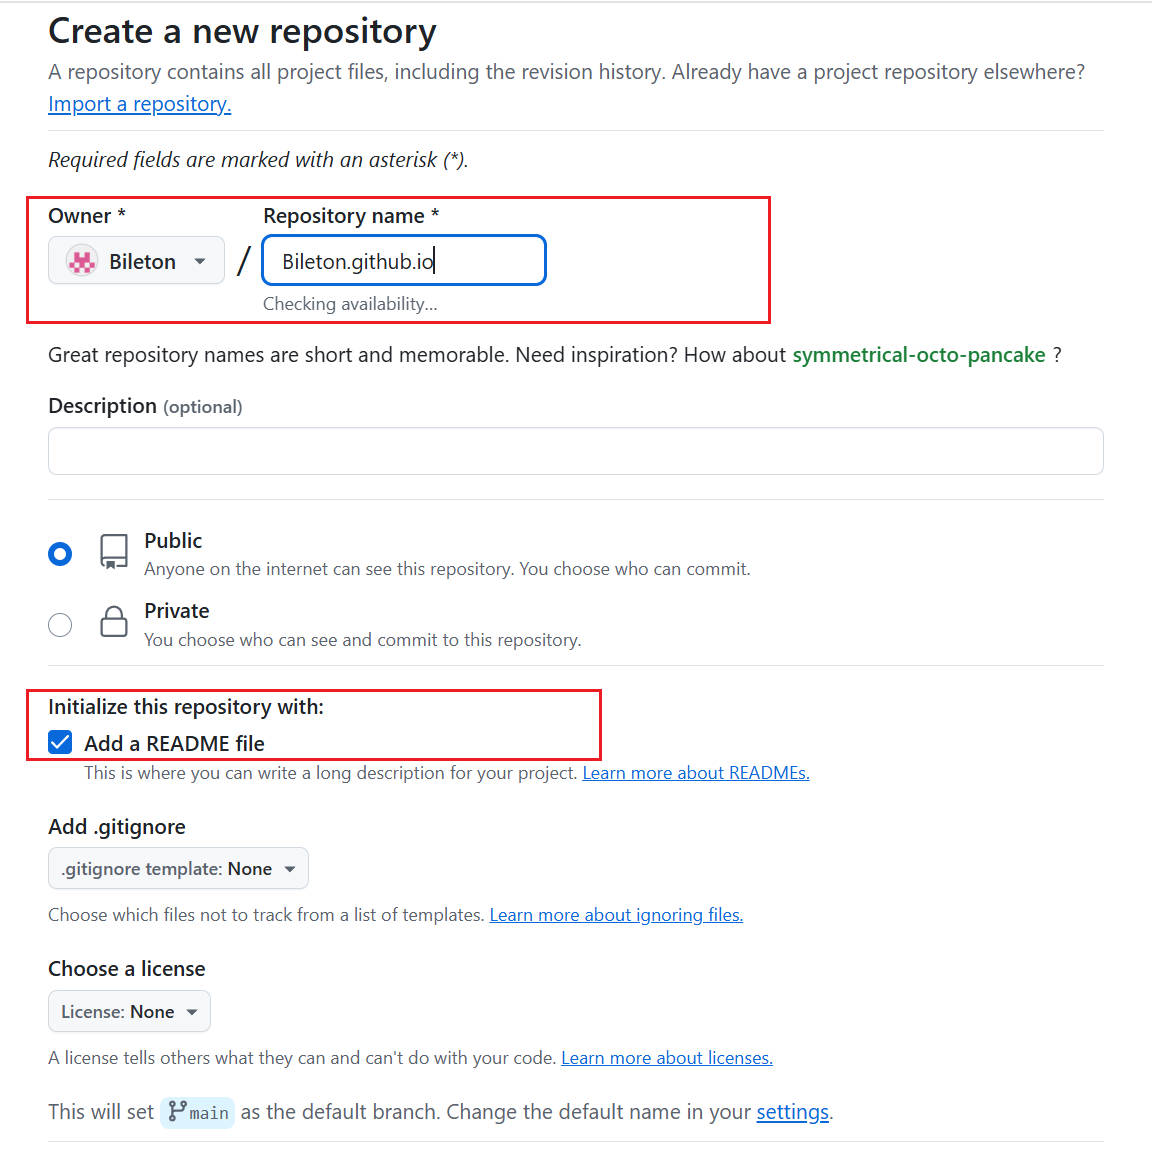 Create a new repository
A repository contains all project files, including the revision history. Already have a project repository elsewhere?
Import a repository.
Required fields are marked with an asterisk (*).
Owner * Repository name *
Bileton / Bileton.github.io
Checking availability...
Great repository names are short and memorable. Need inspiration? How about symmetrical-octo-pancake ?
Description (optional)
Public
Anyone on the internet can see this repository. You choose who can commit.
Private
You choose who can see and commit to this repository.
Initialize this repository with:
Add a README file
This is where you can write a long description for your project. Learn more about READMEs.
Add .gitignore
.gitignore template: None
Choose which files not to track from a list of templates. Learn more about ignoring files.
Choose a license
License: None
A license tells others what they can and can't do with your code. Learn more about licenses.
This will set main as the default branch. Change the default name in your settings.